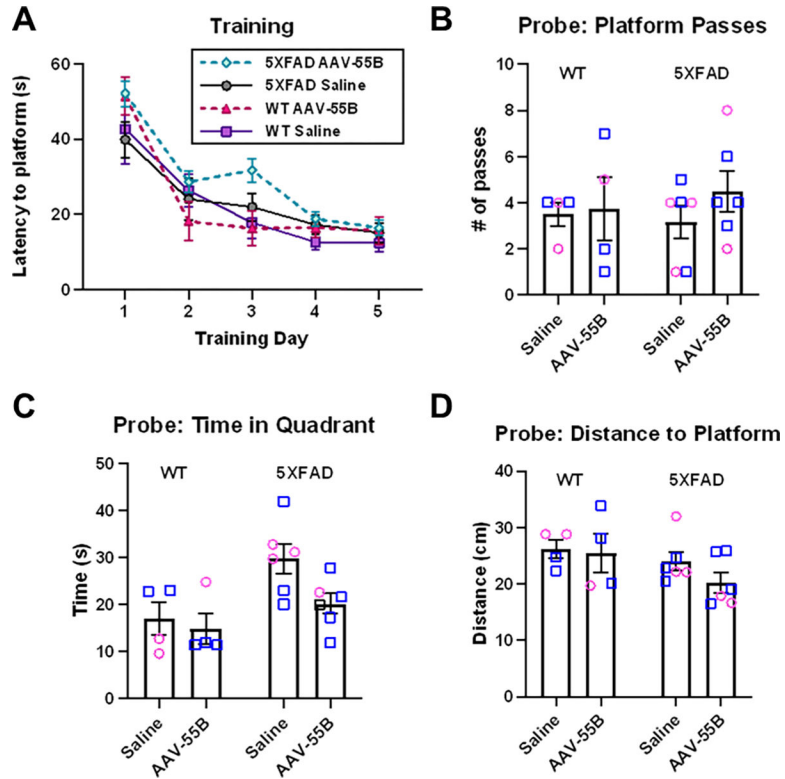 A
Training
Latency to platform (s)
60
40
20
0
5XFAD AAV-55B
5XFAD Saline
WT AAV-55B
WT Saline
1 2 3 4 5
Training Day
B
Probe: Platform Passes
# of passes
10
8
6
4
2
0
WT 5XFAD
Saline AAV-55B Saline AAV-55B
C
Probe: Time in Quadrant
Time (s)
50
40
30
20
10
0
WT 5XFAD
Saline AAV-55B Saline AAV-55B
D
Probe: Distance to Platform
Distance (cm)
40
30
20
10
0
WT 5XFAD
Saline AAV-55B Saline AAV-55B